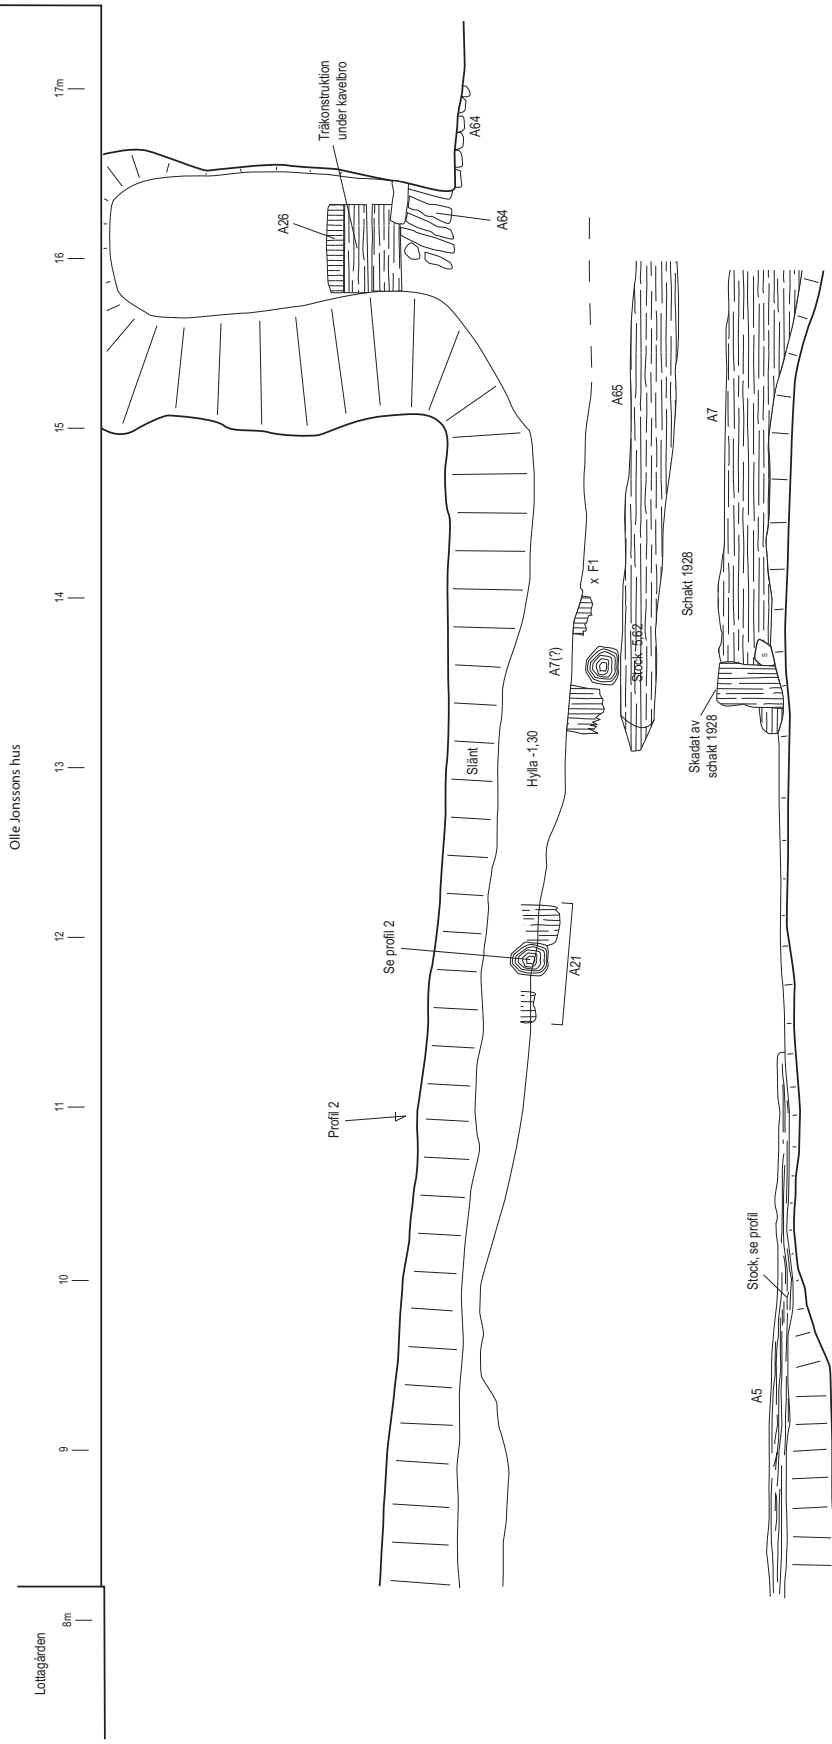 Olle Jonssons hus
Lottagården
8m
9
10
11
12
13
14
15
16
17m
Träkonstruktion
under kavelbro
A26
A64
A64
Se profil 2
Profil 2
Slänt
Hylla -1,30
A21
A7(?)
x F1
Stock 5,62
A65
Schakt 1928
A7
S
Skadat av
schakt 1928
Stock, se profil
A5